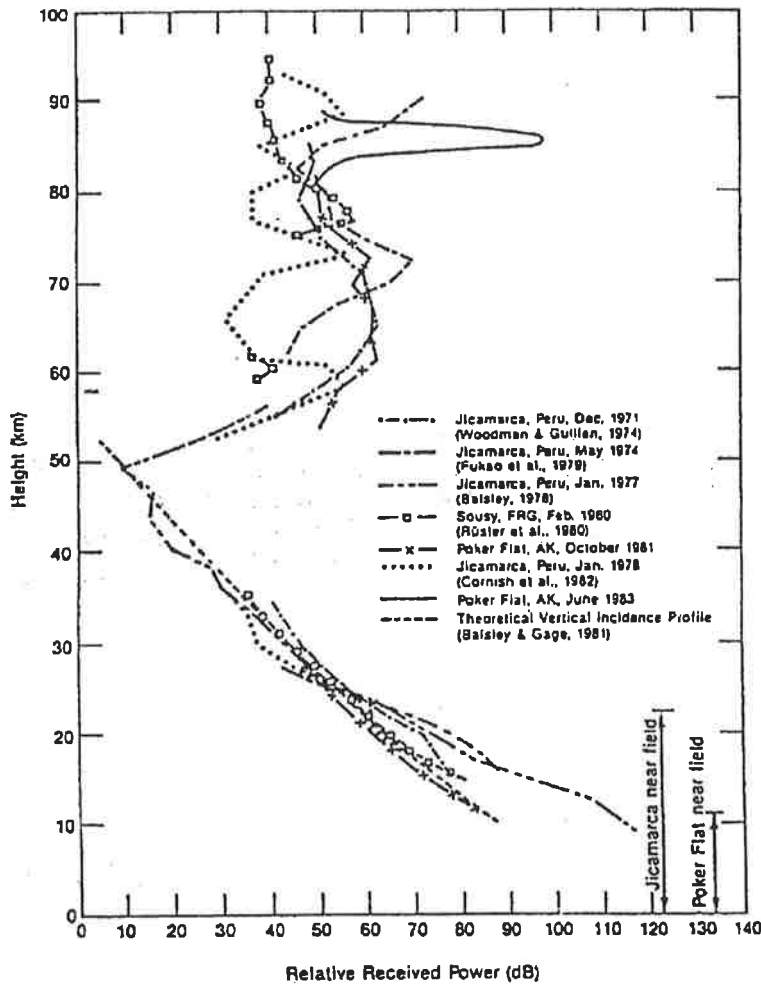 100
90
80
70
60
50
40
30
20
10
0
Height (km)
Jicamarca, Peru, Dec. 1971
(Woodman & Guillen, 1974)
Jicamarca, Peru, May 1974
(Fukao et al., 1979)
Jicamarca, Peru, Jan. 1977
(Balsley, 1978)
Sousy, FRG, Feb. 1980
(Rüster et al., 1980)
Poker Flat, AK, October 1981
Jicamarca, Peru, Jan. 1978
(Cornish et al., 1982)
Poker Flat, AK, June 1983
Theoretical Vertical Incidence Profile
(Balsley & Gage, 1981)
Jicamarca near field
Poker Flat near field
0 10 20 30 40 50 60 70 80 90 100 110 120 130 140
Relative Received Power (dB)